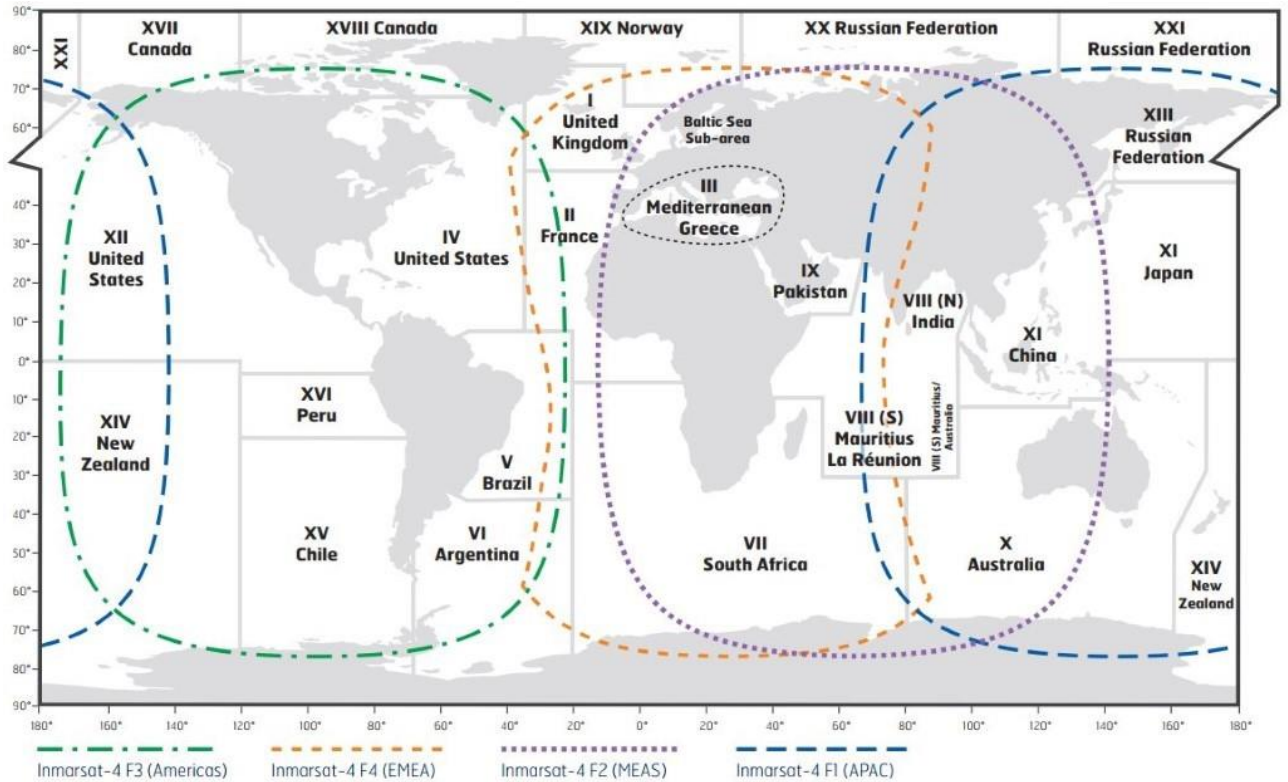 90°
80°
70°
60°
40°
30°
20°
10°
0°
10°
20°
30°
40°
50°
60°
70°
80°
90°
XXI
XVII
Canada
XVIII Canada
XIX Norway
XX Russian Federation
XXI
Russian Federation
I
United
Kingdom
Baltic Sea
Sub-area
XIII
Russian
Federation
III
Mediterranean
Greece
II
France
XII
United
States
IV
United States
IX
Pakistan
VIII (N)
India
XI
Japan
XI
China
XVI
Peru
XIV
New
Zealand
V
Brazil
VIII (S)
Mauritius
La Réunion
VIII (S) Mauritius/
Australia
XV
Chile
VI
Argentina
VII
South Africa
X
Australia
XIV
New
Zealand
180° 160° 140° 120° 100° 80° 60° 40° 20° 0° 20° 40° 60° 80° 100° 120° 140° 160° 180°
Inmarsat-4 F3 (Americas) Inmarsat-4 F4 (EMEA) Inmarsat-4 F2 (MEAS) Inmarsat-4 F1 (APAC)